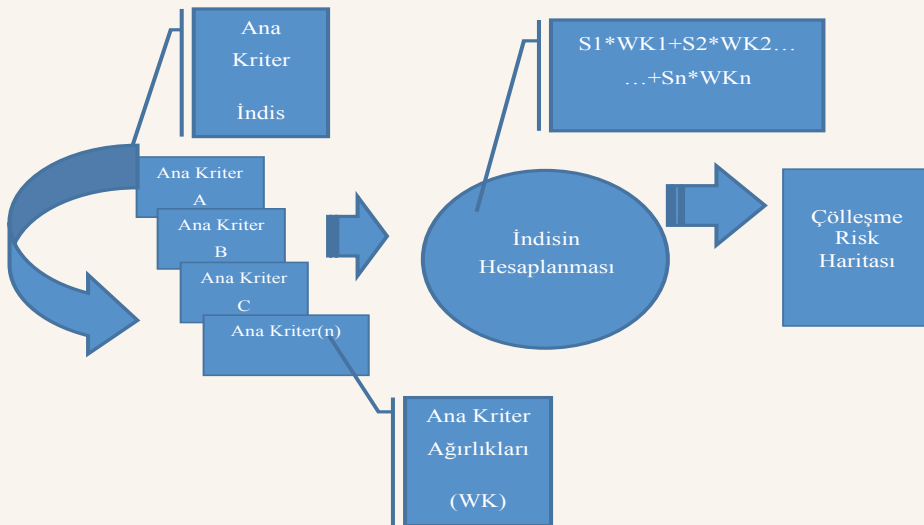 Ana
Kriter
İndis
S1*WK1+S2*WK2…
…+Sn*WKn
Ana Kriter
A
Ana Kriter
B
Ana Kriter
C
Ana Kriter(n)
İndisin
Hesaplanması
Çölleşme
Risk
Haritası
Ana Kriter
Ağırlıkları
(WK)